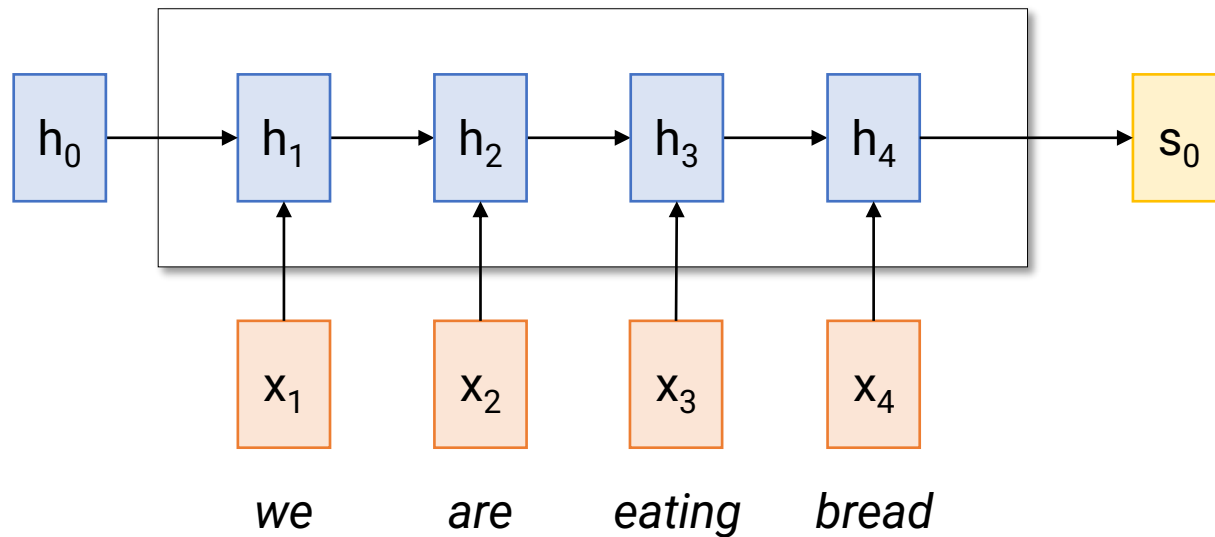 h₀ h₁ h₂ h₃ h₄ s₀
x₁ x₂ x₃ x₄
we are eating bread